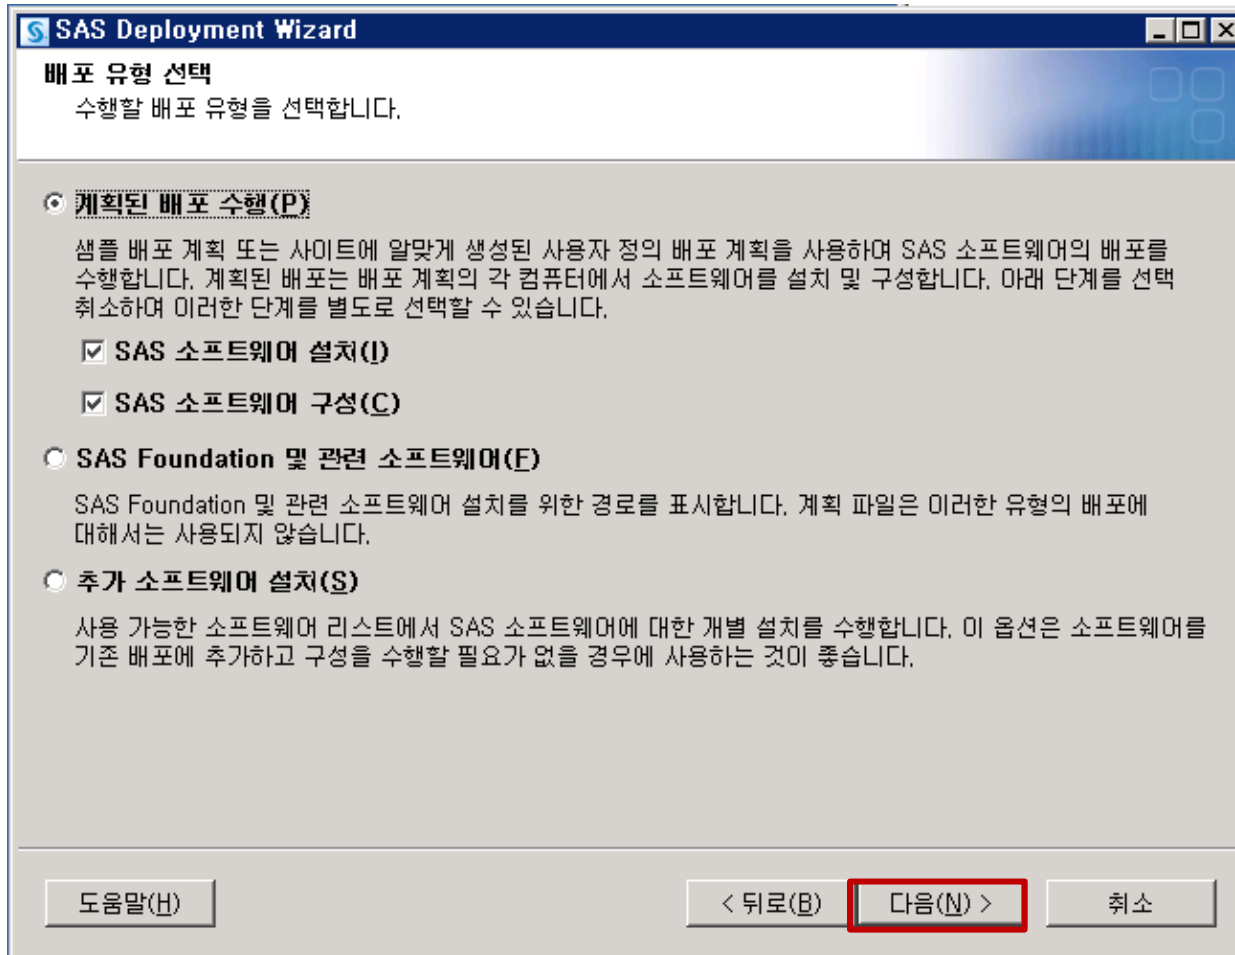 SAS Deployment Wizard
배포 유형 선택
수행할 배포 유형을 선택합니다.
계획된 배포 수행(P)
샘플 배포 계획 또는 사이트에 알맞게 생성된 사용자 정의 배포 계획을 사용하여 SAS 소프트웨어의 배포를
수행합니다. 계획된 배포는 배포 계획의 각 컴퓨터에서 소프트웨어를 설치 및 구성합니다. 아래 단계를 선택
취소하여 이러한 단계를 별도로 선택할 수 있습니다.
SAS 소프트웨어 설치(I)
SAS 소프트웨어 구성(C)
SAS Foundation 및 관련 소프트웨어(F)
SAS Foundation 및 관련 소프트웨어 설치를 위한 경로를 표시합니다. 계획 파일은 이러한 유형의 배포에
대해서는 사용되지 않습니다.
추가 소프트웨어 설치(S)
사용 가능한 소프트웨어 리스트에서 SAS 소프트웨어에 대한 개별 설치를 수행합니다. 이 옵션은 소프트웨어를
기존 배포에 추가하고 구성을 수행할 필요가 없을 경우에 사용하는 것이 좋습니다.
도움말(H) < 뒤로(B) 다음(N) > 취소